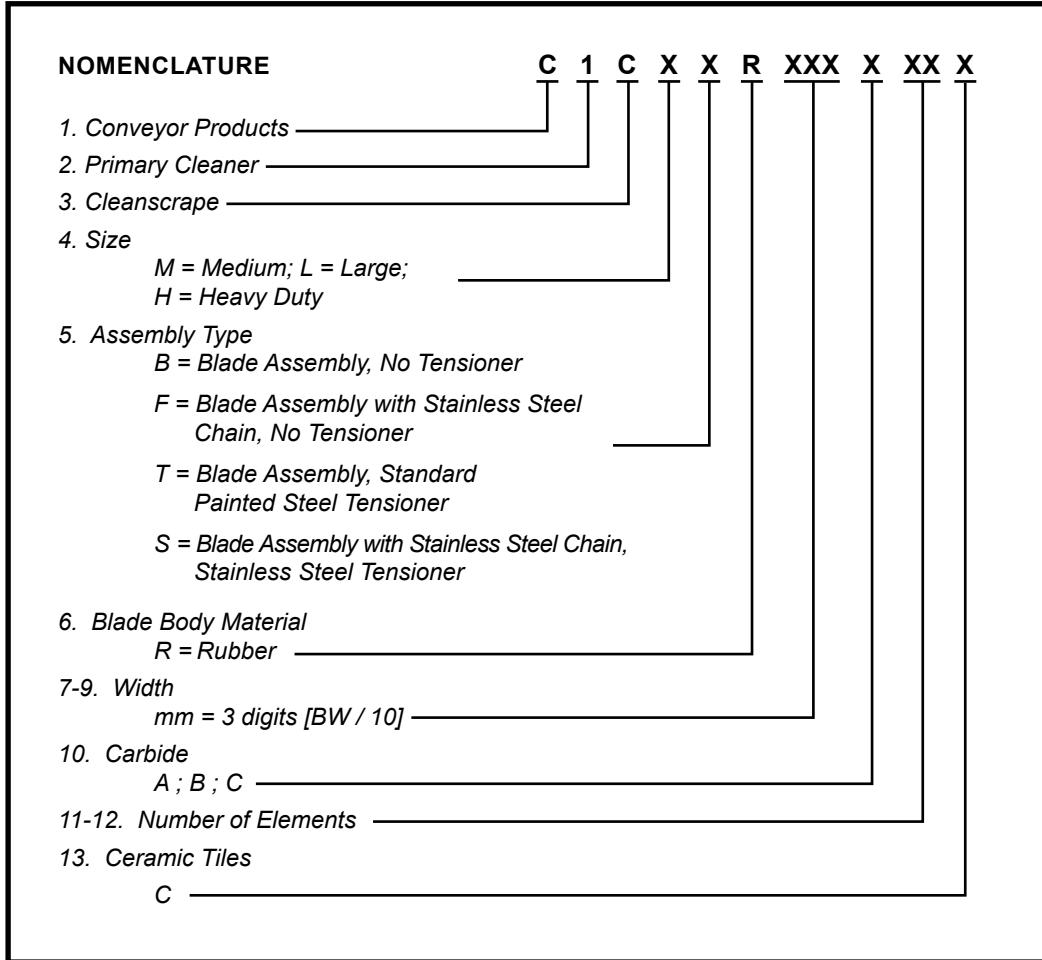 NOMENCLATURE C 1 C X X R XXX X XX X
1. Conveyor Products
2. Primary Cleaner
3. Cleanscrape
4. Size
M = Medium; L = Large;
H = Heavy Duty
5. Assembly Type
B = Blade Assembly, No Tensioner
F = Blade Assembly with Stainless Steel
Chain, No Tensioner
T = Blade Assembly, Standard
Painted Steel Tensioner
S = Blade Assembly with Stainless Steel Chain,
Stainless Steel Tensioner
6. Blade Body Material
R = Rubber
7-9. Width
mm = 3 digits [BW / 10]
10. Carbide
A ; B ; C
11-12. Number of Elements
13. Ceramic Tiles
C